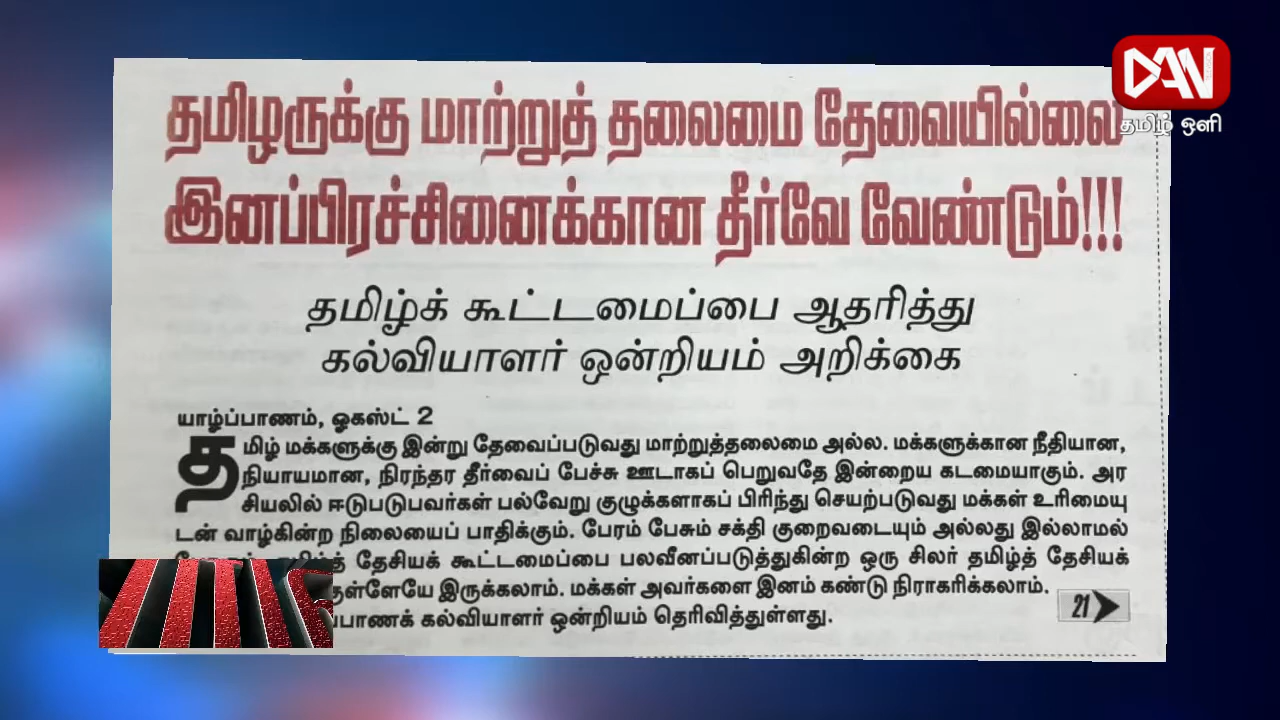 DAN
தமிழ் ஒளி
தமிழருக்கு மாற்றுத் தலைமை தேவையில்லை
இனப்பிரச்சினைக்கான தீர்வே வேண்டும்!!!
தமிழ்க் கூட்டமைப்பை ஆதரித்து
கல்வியாளர் ஒன்றியம் அறிக்கை
யாழ்ப்பாணம், ஓகஸ்ட் 2
தமிழ் மக்களுக்கு இன்று தேவைப்படுவது மாற்றுத்தலைமை அல்ல. மக்களுக்கான நீதியான,
நியாயமான, நிரந்தர தீர்வைப் பேச்சு ஊடாகப் பெறுவதே இன்றைய கடமையாகும். அர
சியலில் ஈடுபடுபவர்கள் பல்வேறு குழுக்களாகப் பிரிந்து செயற்படுவது மக்கள் உரிமையு
டன் வாழ்கின்ற நிலையைப் பாதிக்கும். பேரம் பேசும் சக்தி குறைவடையும் அல்லது இல்லாமல்
தேசியக் கூட்டமைப்பை பலவீனப்படுத்துகின்ற ஒரு சிலர் தமிழ்த் தேசியக்
இருக்கலாம். மக்கள் அவர்களை இனம் கண்டு நிராகரிக்கலாம்.
கல்வியாளர் ஒன்றியம் தெரிவித்துள்ளது.
21